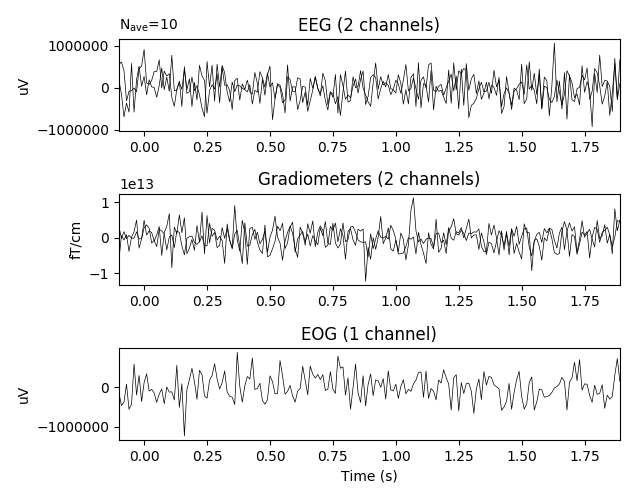 N_ave=10
EEG (2 channels)
1000000
0
−1000000
uV
0.00 0.25 0.50 0.75 1.00 1.25 1.50 1.75
1e13
Gradiometers (2 channels)
1
0
−1
fT/cm
0.00 0.25 0.50 0.75 1.00 1.25 1.50 1.75
EOG (1 channel)
0
−1000000
uV
0.00 0.25 0.50 0.75 1.00 1.25 1.50 1.75
Time (s)